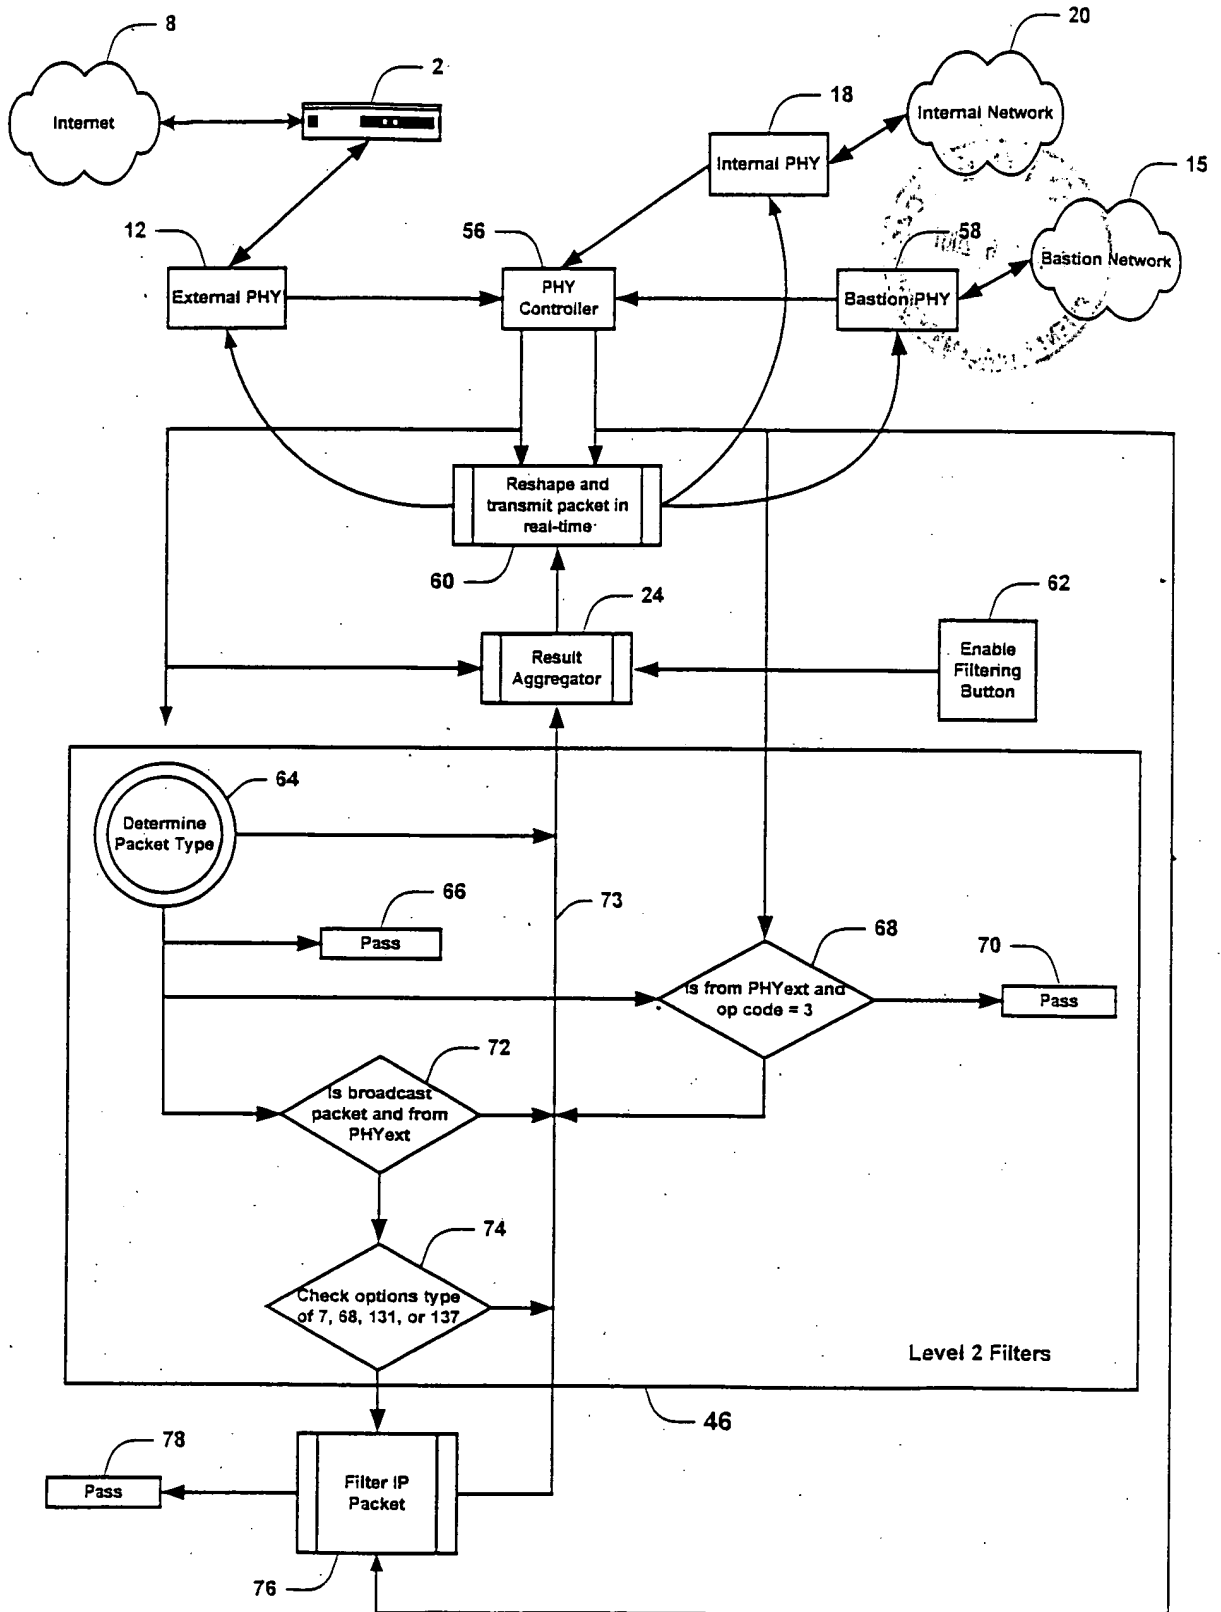 8
20
2
18
Internet
Internal Network
15
Internal PHY
12
56
58
External PHY
PHY
Controller
Bastion PHY
Bastion Network
Reshape and
transmit packet in
real-time
60
24
62
Result
Aggregator
Enable
Filtering
Button
64
Determine
Packet Type
66
73
Pass
68
70
is from PHYext and
op code = 3
Pass
72
is broadcast
packet and from
PHYext
74
Check options type
of 7, 68, 131, or 137
Level 2 Filters
46
78
Filter IP
Packet
Pass
76